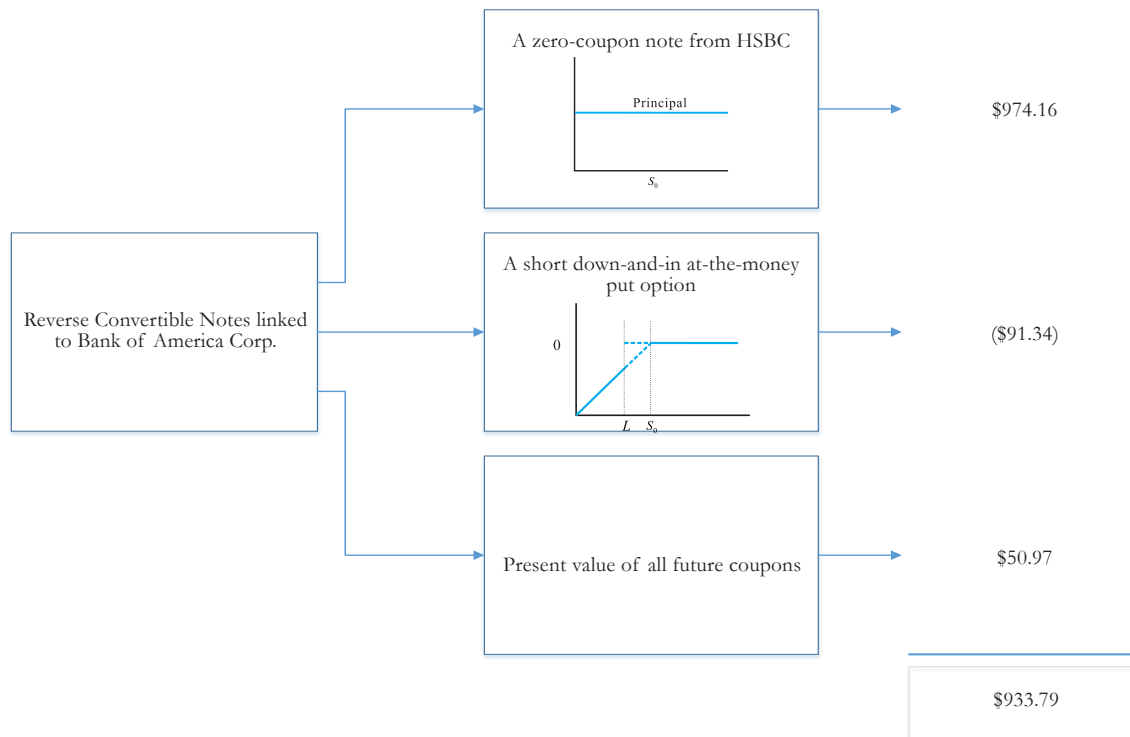 Reverse Convertible Notes linked
to Bank of America Corp.
A zero-coupon note from HSBC
Principal
S₀
$974.16
A short down-and-in at-the-money
put option
0
L S₀
($91.34)
Present value of all future coupons
$50.97
$933.79